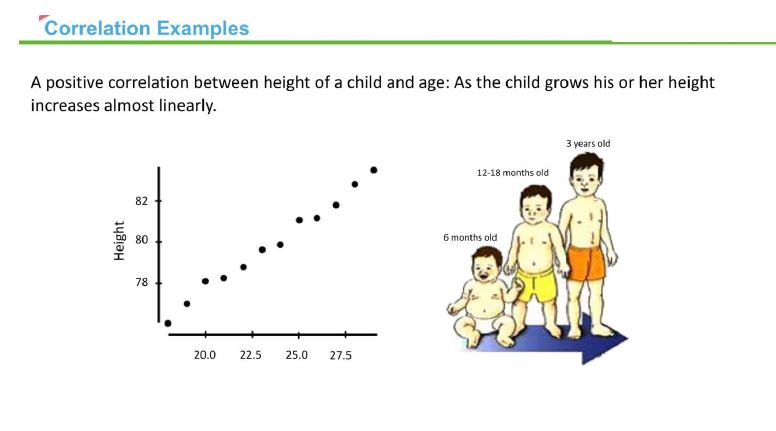 Correlation Examples
A positive correlation between height of a child and age: As the child grows his or her height
increases almost linearly.
3 years old
12-18 months old
6 months old
Height
82
80
78
20.0 22.5 25.0 27.5